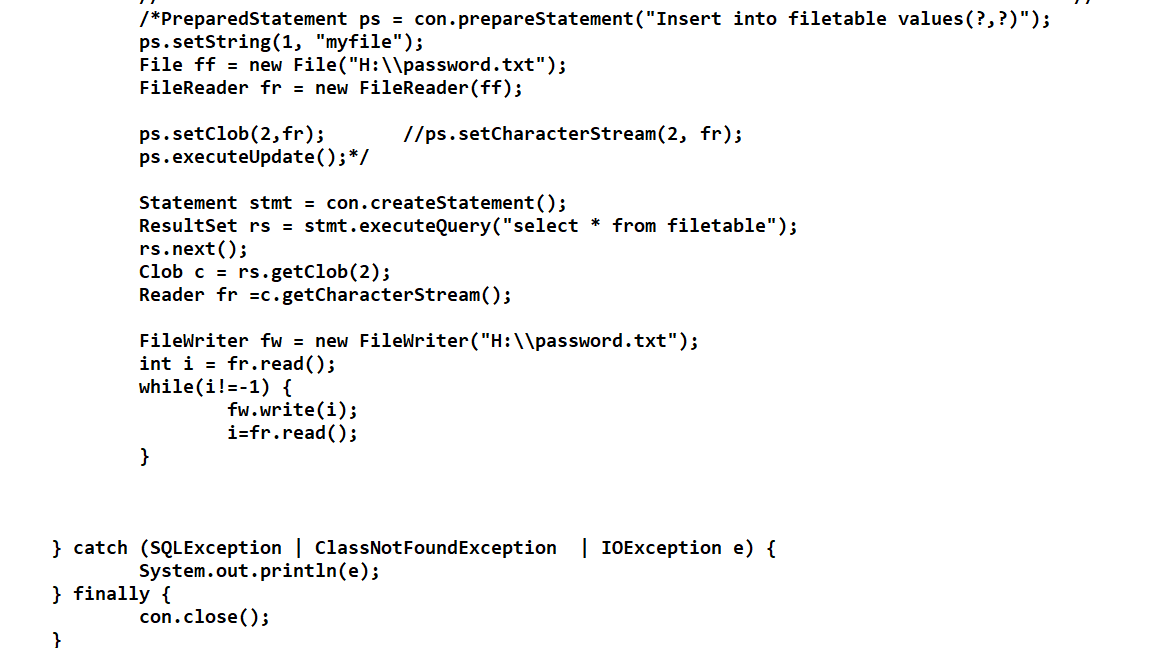 /*PreparedStatement ps = con.prepareStatement("Insert into filetable values(?,?)");
ps.setString(1, "myfile");
File ff = new File("H:\\password.txt");
FileReader fr = new FileReader(ff);
ps.setClob(2,fr);       //ps.setCharacterStream(2, fr);
ps.executeUpdate();*/
Statement stmt = con.createStatement();
ResultSet rs = stmt.executeQuery("select * from filetable");
rs.next();
Clob c = rs.getClob(2);
Reader fr =c.getCharacterStream();
FileWriter fw = new FileWriter("H:\\password.txt");
int i = fr.read();
while(i!=-1) {
        fw.write(i);
        i=fr.read();
}
} catch (SQLException | ClassNotFoundException  | IOException e) {
        System.out.println(e);
} finally {
        con.close();
}